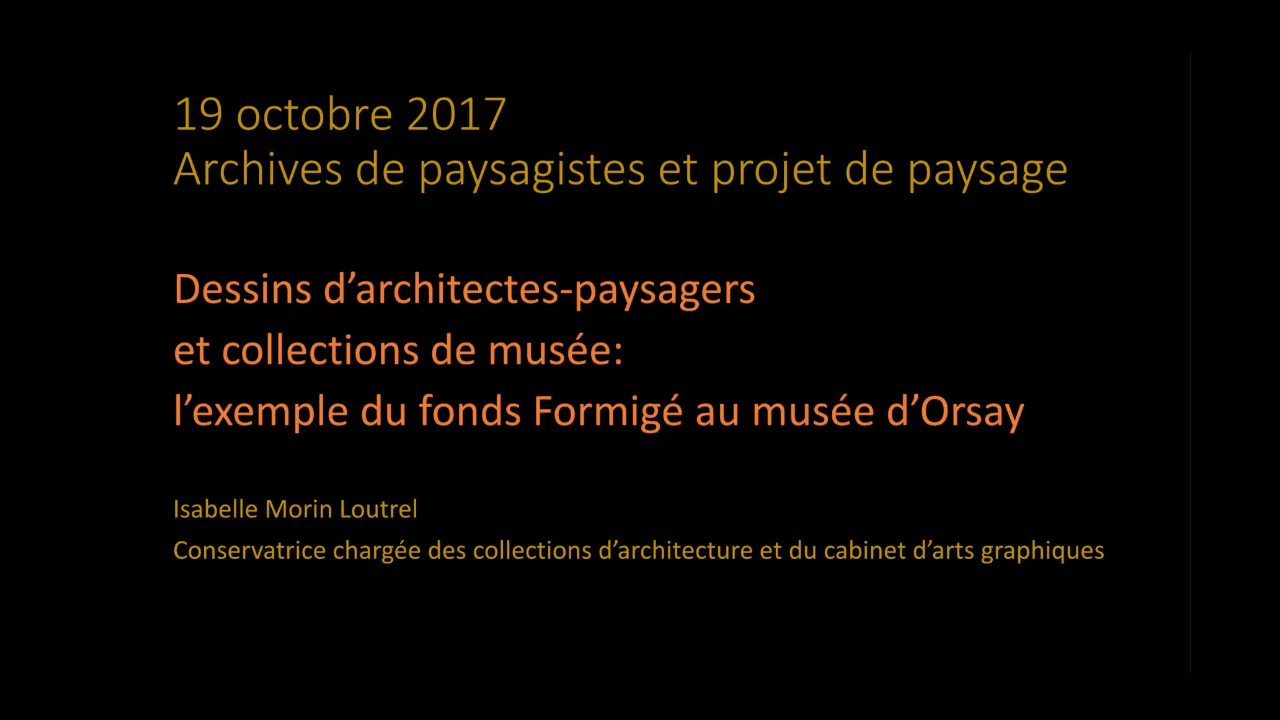 19 octobre 2017
Archives de paysagistes et projet de paysage
Dessins d’architectes-paysagers
et collections de musée:
l’exemple du fonds Formigé au musée d’Orsay
Isabelle Morin Loutrel
Conservatrice chargée des collections d’architecture et du cabinet d’arts graphiques